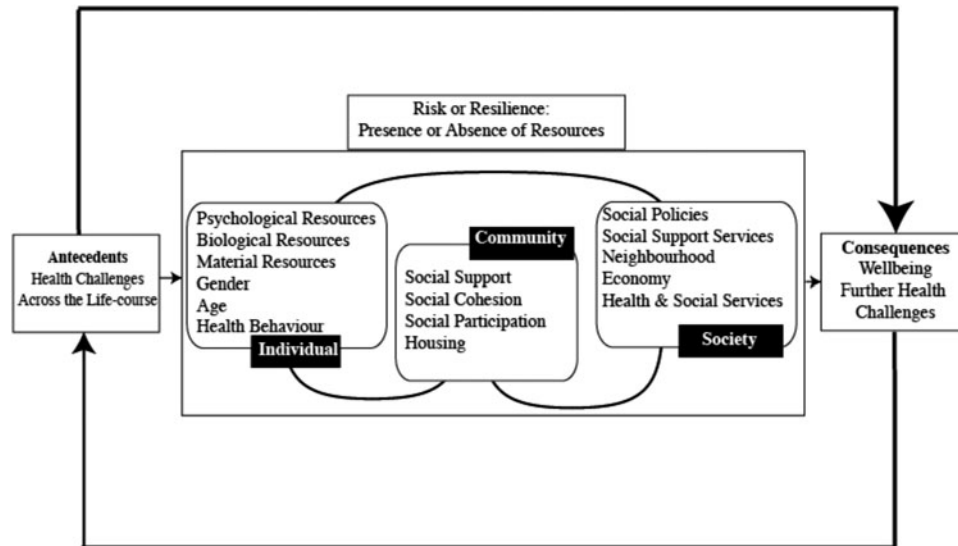 Risk or Resilience:
Presence or Absence of Resources
Antecedents
Health Challenges
Across the Life-course
Psychological Resources
Biological Resources
Material Resources
Gender
Age
Health Behaviour
Individual
Community
Social Support
Social Cohesion
Social Participation
Housing
Social Policies
Social Support Services
Neighbourhood
Economy
Health & Social Services
Society
Consequences
Wellbeing
Further Health
Challenges